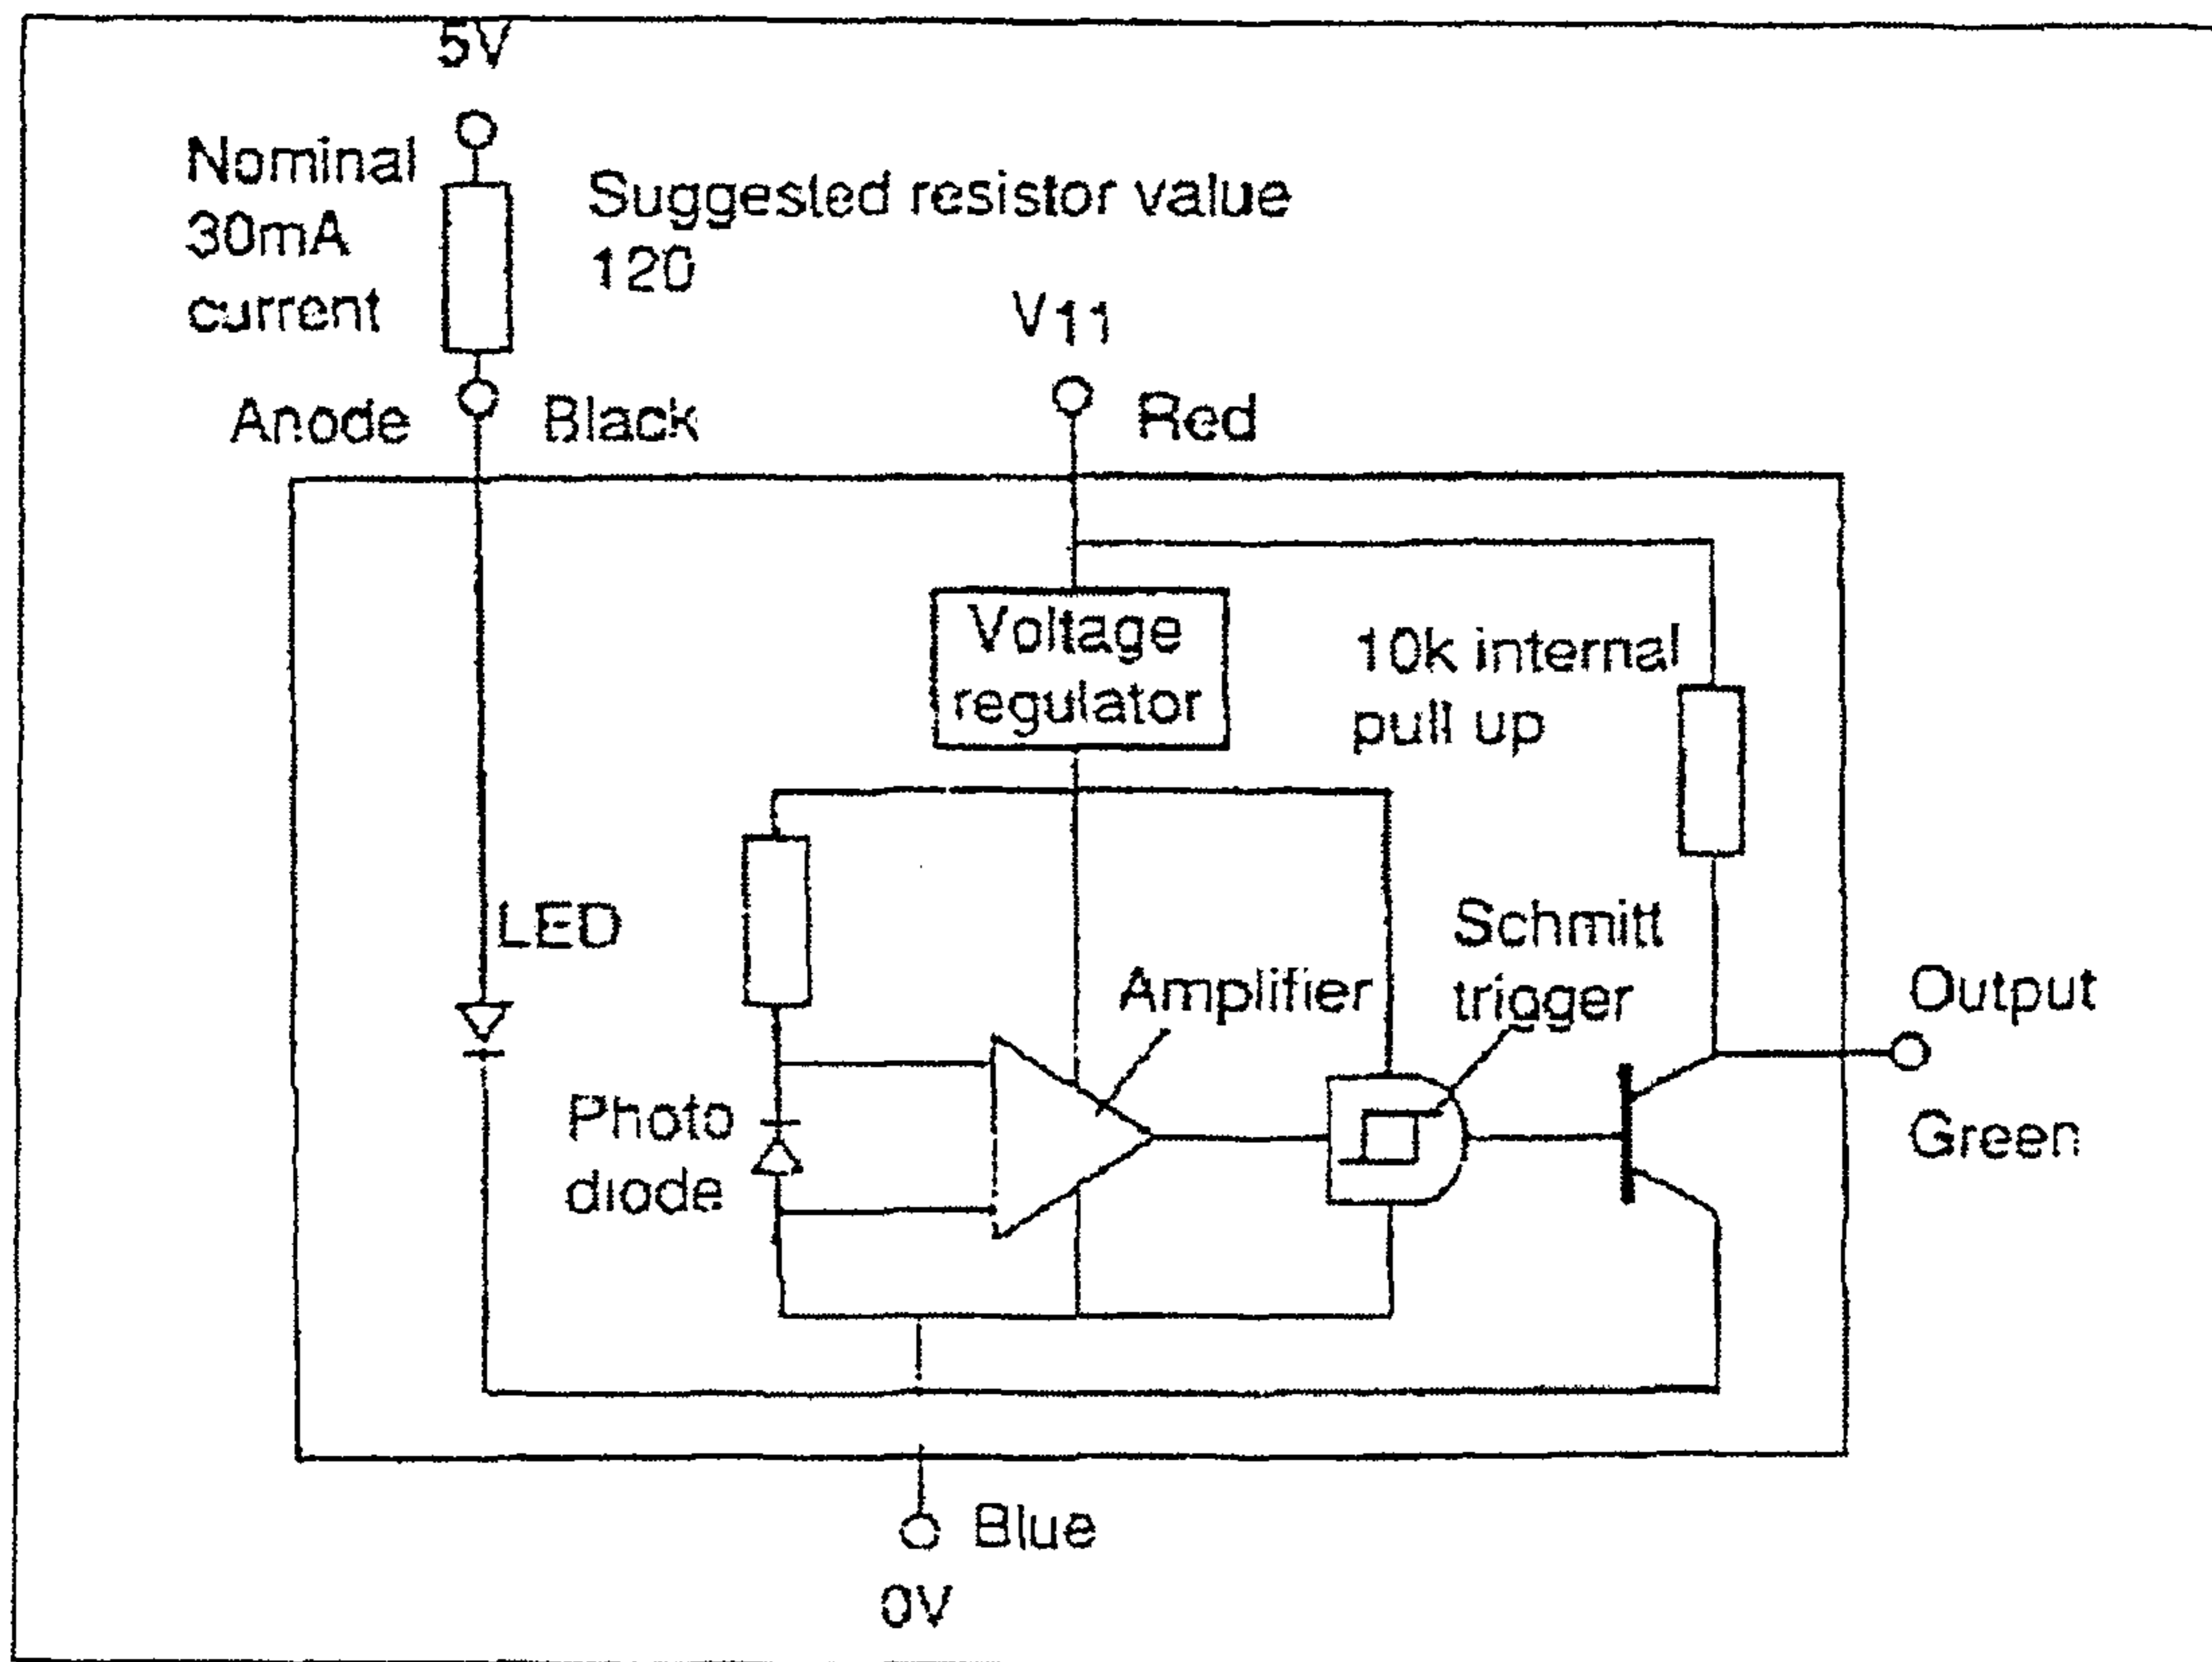 5V
Nominal
30mA
current
Suggested resistor value
120
V11
Anode
Black
Red
Voltage
regulator
10k internal
pull up
LED
Amplifier
Schmitt
trigger
Output
Green
Photo
diode
Blue
0V